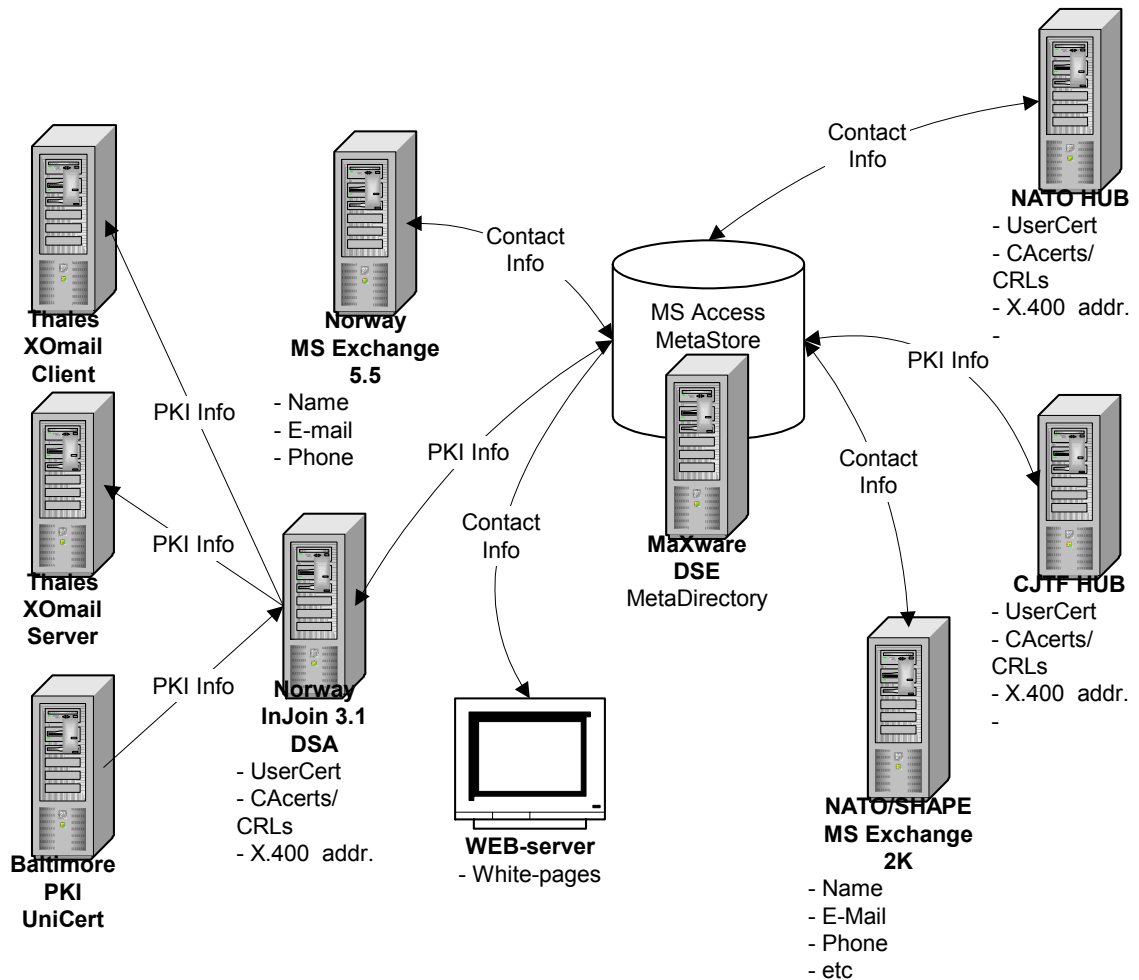 Contact
Info
NATO HUB
- UserCert
- CAcerts/
CRLs
- X.400 addr.
-
Thales
XOmail
Client
Norway
MS Exchange
5.5
- Name
- E-mail
- Phone
Contact
Info
MS Access
MetaStore
MaXware
DSE
MetaDirectory
PKI Info
CJTF HUB
- UserCert
- CAcerts/
CRLs
- X.400 addr.
-
PKI Info
PKI Info
Contact
Info
Contact
Info
Thales
XOmail
Server
PKI Info
PKI Info
Norway
InJoin 3.1
DSA
- UserCert
- CAcerts/
CRLs
- X.400 addr.
Baltimore
PKI
UniCert
WEB-server
- White-pages
NATO/SHAPE
MS Exchange
2K
- Name
- E-Mail
- Phone
- etc